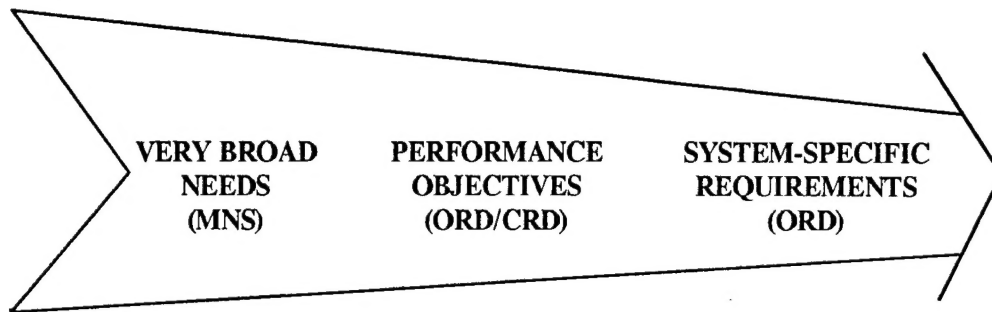 VERY BROAD
NEEDS
(MNS)
PERFORMANCE
OBJECTIVES
(ORD/CRD)
SYSTEM-SPECIFIC
REQUIREMENTS
(ORD)